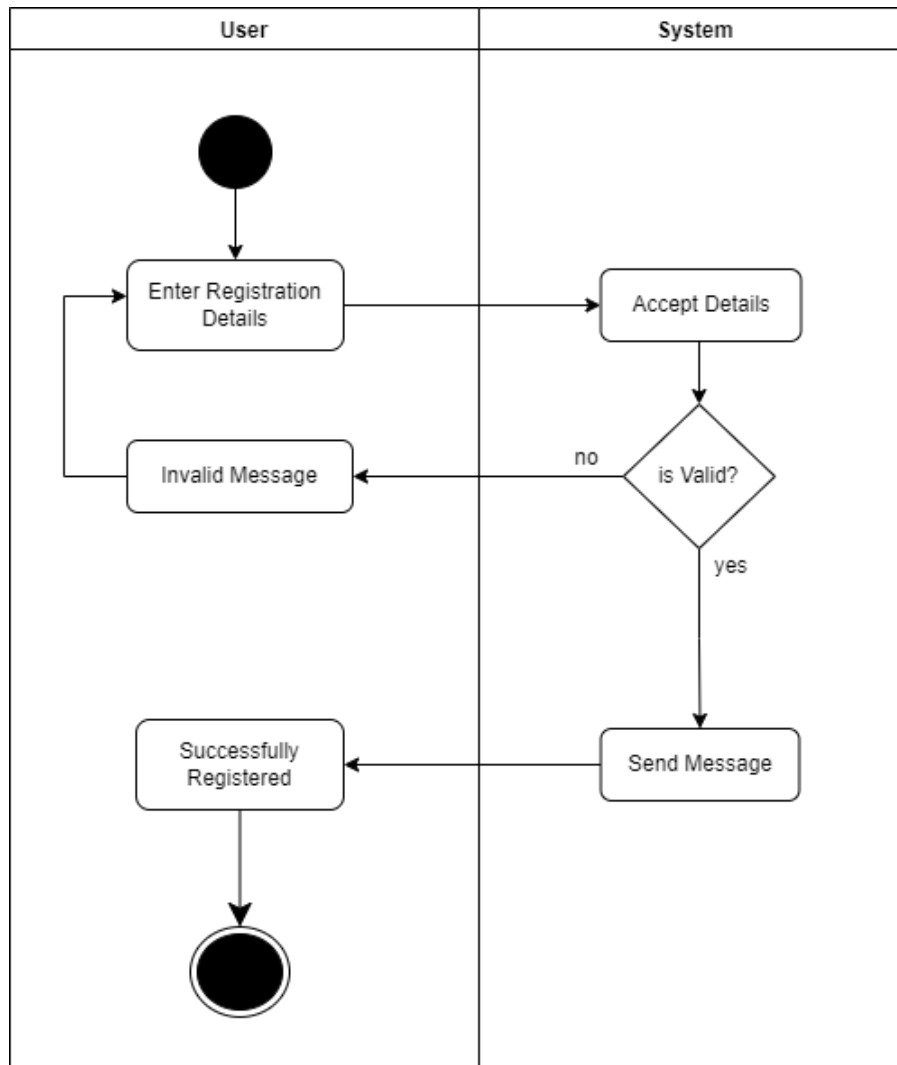 User
System
Enter Registration
Details
Accept Details
Invalid Message
no
is Valid?
yes
Successfully
Registered
Send Message